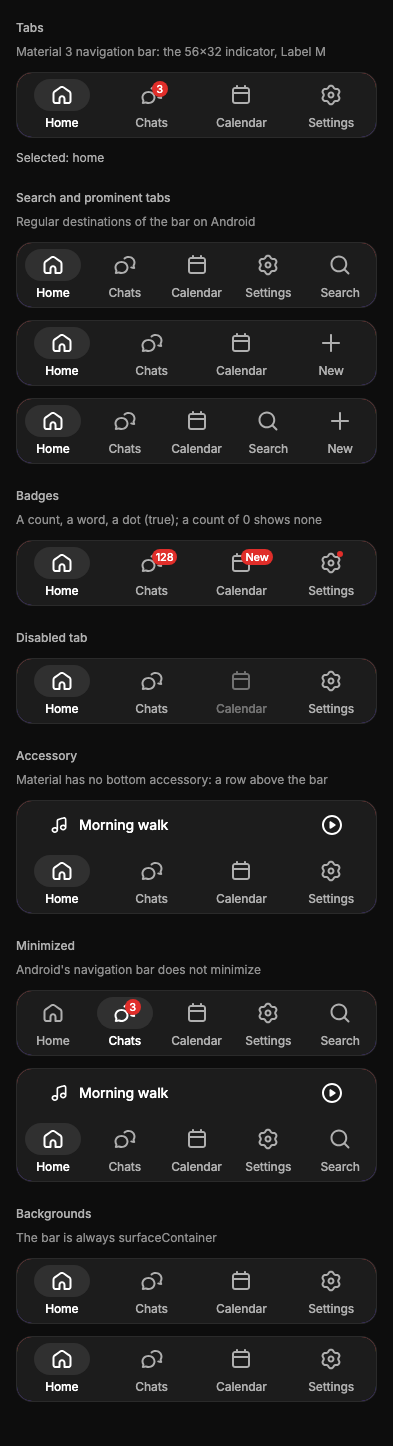 Tabs
Material 3 navigation bar: the 56×32 indicator, Label M
3
Home Chats Calendar Settings
Selected: home
Search and prominent tabs
Regular destinations of the bar on Android
Home Chats Calendar Settings Search
Home Chats Calendar New
Home Chats Calendar Search New
Badges
A count, a word, a dot (true); a count of 0 shows none
128 New
Home Chats Calendar Settings
Disabled tab
Home Chats Calendar Settings
Accessory
Material has no bottom accessory: a row above the bar
Morning walk
Home Chats Calendar Settings
Minimized
Android's navigation bar does not minimize
3
Home Chats Calendar Settings Search
Morning walk
Home Chats Calendar Settings Search
Backgrounds
The bar is always surfaceContainer
Home Chats Calendar Settings
Home Chats Calendar Settings